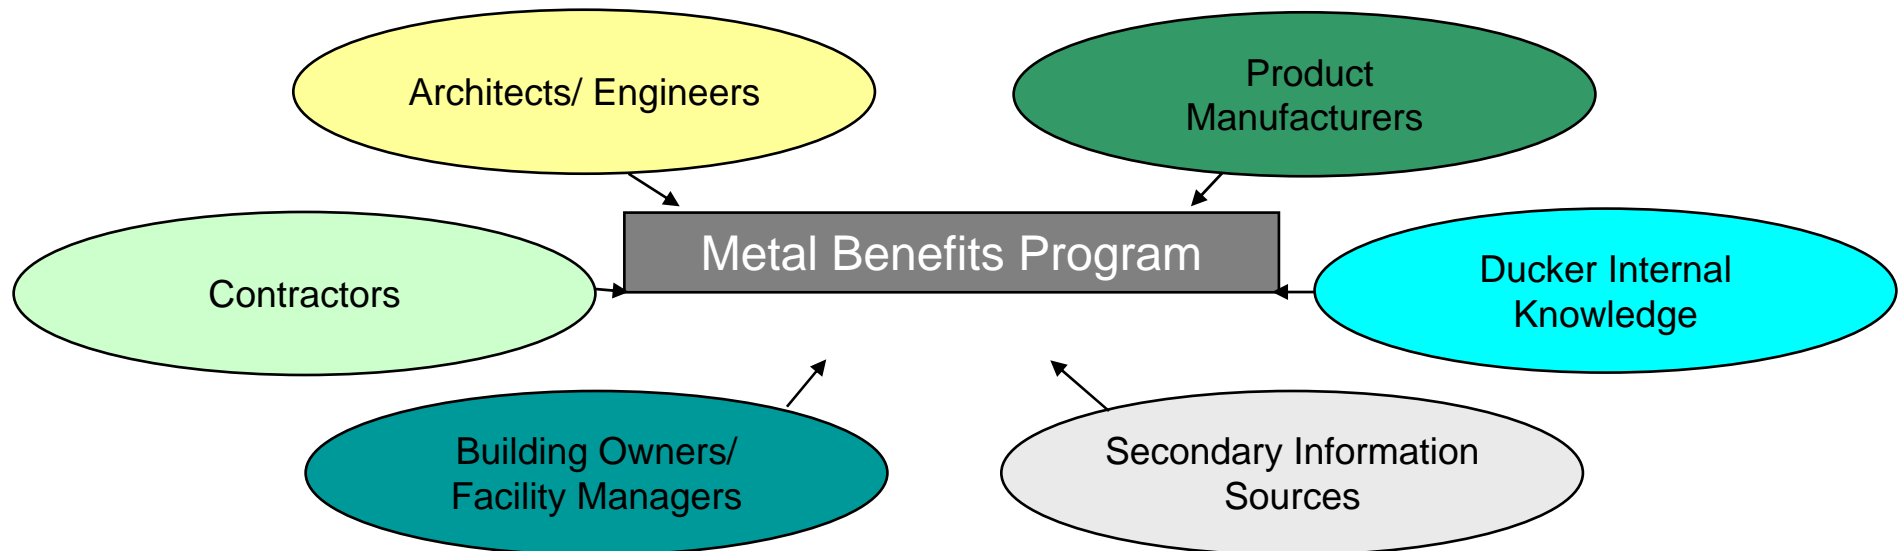 Architects/ Engineers
Product
Manufacturers
Metal Benefits Program
Contractors
Ducker Internal
Knowledge
Building Owners/
Facility Managers
Secondary Information
Sources